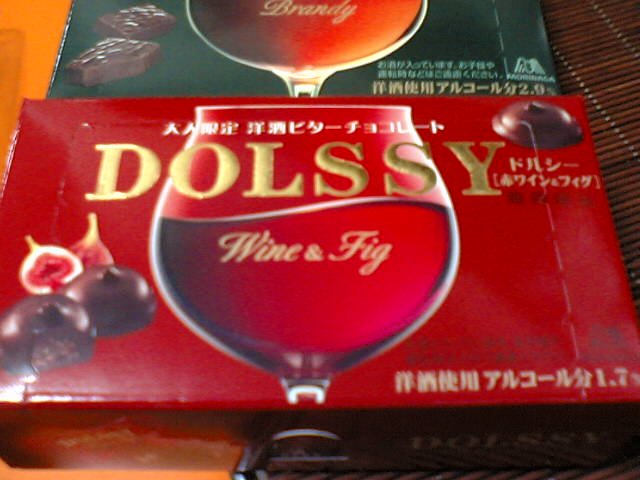 Brandy
お酒が入っています。お子様や
運転時などはご遠慮ください。
MORINAGA
洋酒使用 アルコール分2.9%
大人限定 洋酒ビターチョコレート
DOLSSY
ドルシー
[赤ワイン&フィグ]
Wine & Fig
洋酒使用 アルコール分1.7%
DOLSSY